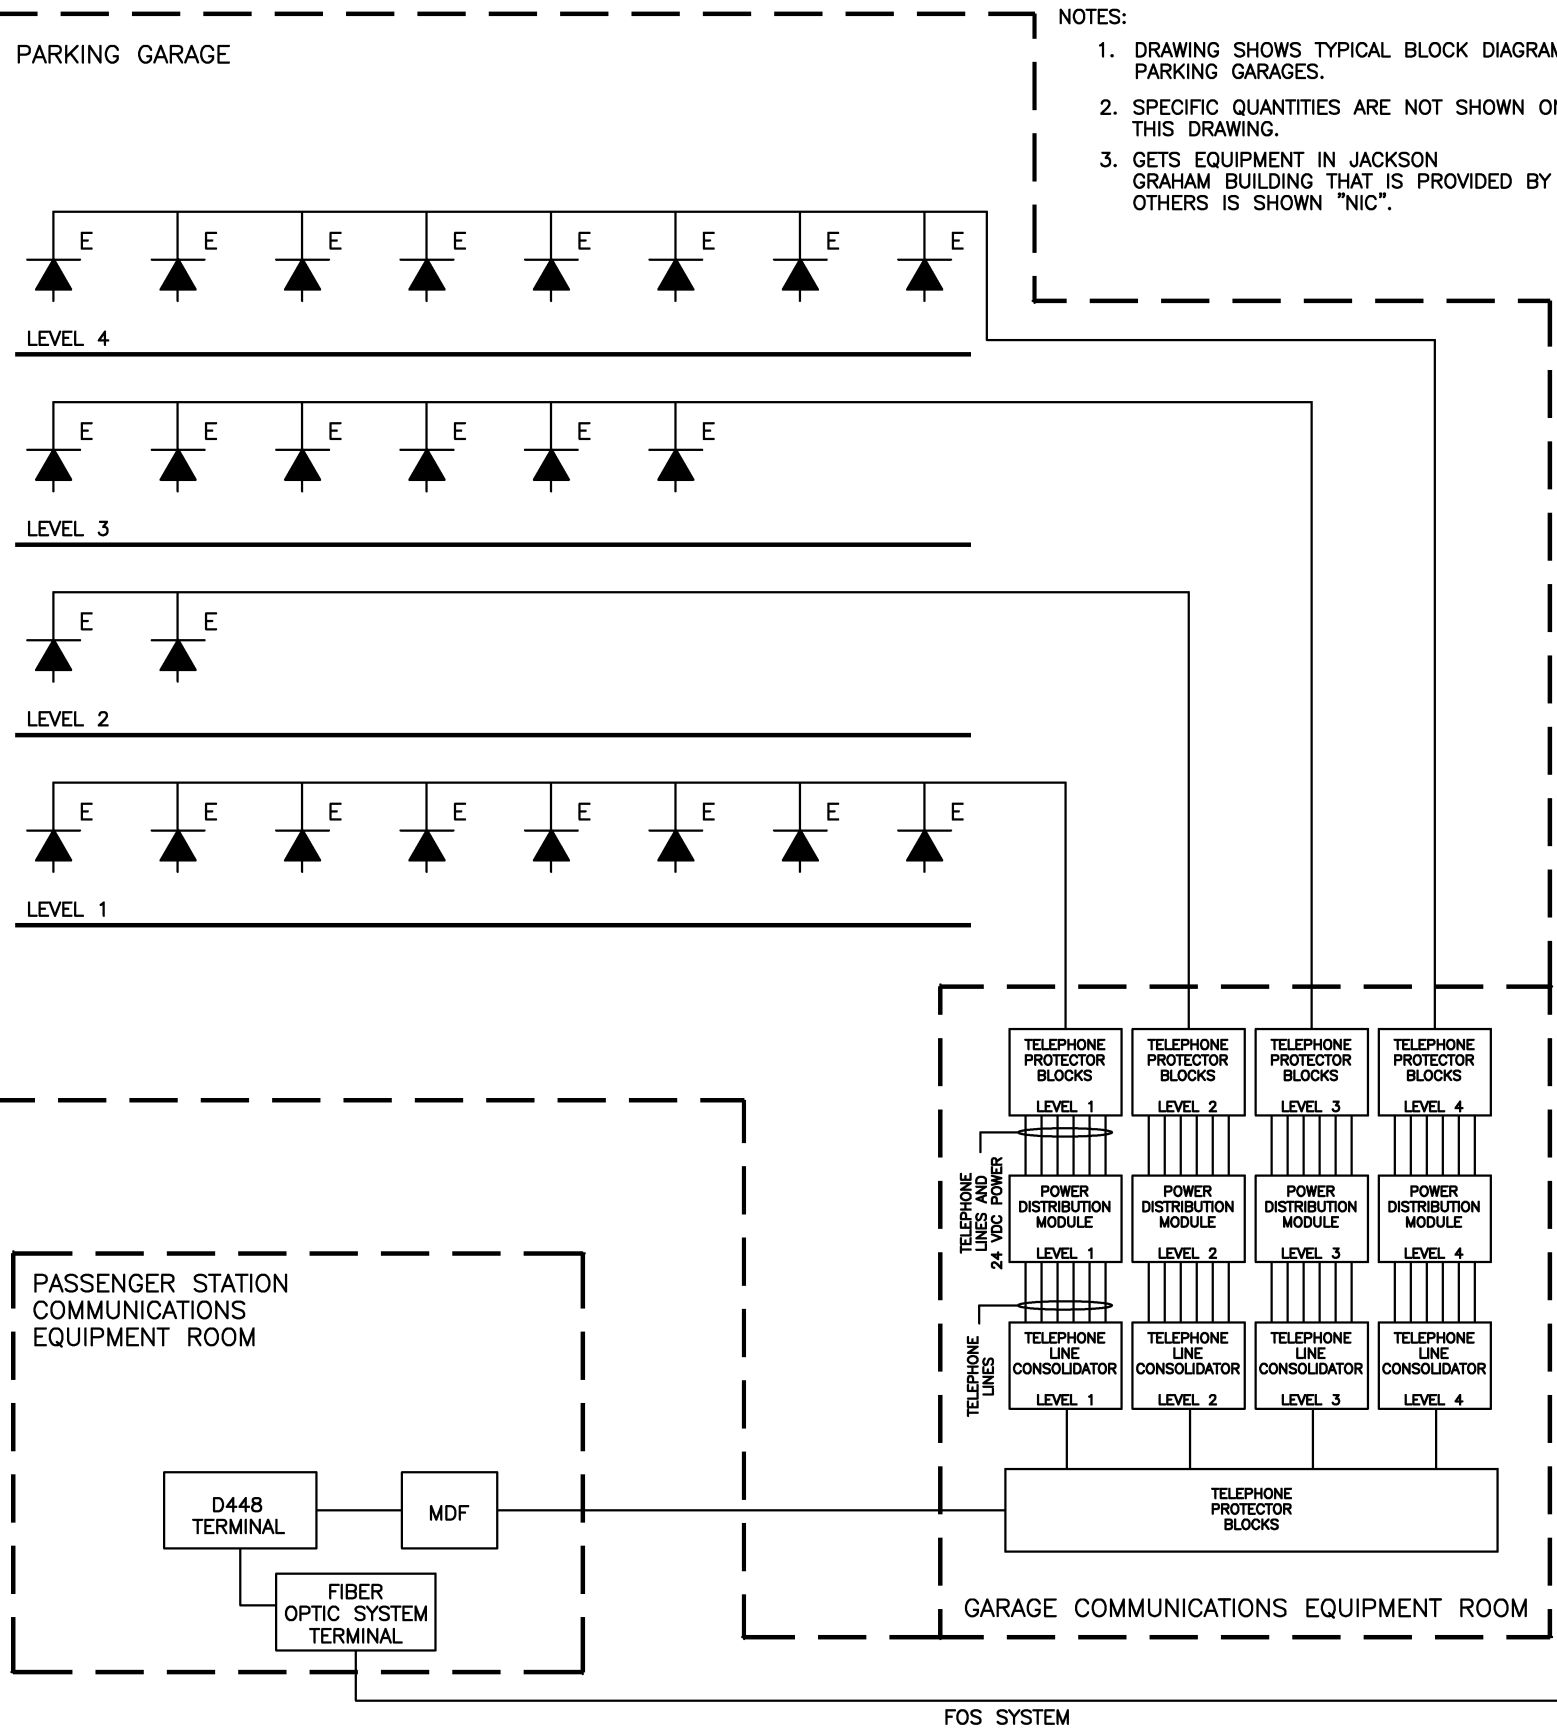 PARKING GARAGE
NOTES:
1. DRAWING SHOWS TYPICAL BLOCK DIAGRAM
PARKING GARAGES.
2. SPECIFIC QUANTITIES ARE NOT SHOWN ON
THIS DRAWING.
3. GETS EQUIPMENT IN JACKSON
GRAHAM BUILDING THAT IS PROVIDED BY
OTHERS IS SHOWN "NIC".
E E E E E E E E
LEVEL 4
E E E E E E
LEVEL 3
E E
LEVEL 2
E E E E E E E E
LEVEL 1
TELEPHONE
PROTECTOR
BLOCKS
LEVEL 1
TELEPHONE
PROTECTOR
BLOCKS
LEVEL 2
TELEPHONE
PROTECTOR
BLOCKS
LEVEL 3
TELEPHONE
PROTECTOR
BLOCKS
LEVEL 4
TELEPHONE
LINES AND
24 VDC POWER
POWER
DISTRIBUTION
MODULE
LEVEL 1
POWER
DISTRIBUTION
MODULE
LEVEL 2
POWER
DISTRIBUTION
MODULE
LEVEL 3
POWER
DISTRIBUTION
MODULE
LEVEL 4
TELEPHONE
LINES
TELEPHONE
LINE
CONSOLIDATOR
LEVEL 1
TELEPHONE
LINE
CONSOLIDATOR
LEVEL 2
TELEPHONE
LINE
CONSOLIDATOR
LEVEL 3
TELEPHONE
LINE
CONSOLIDATOR
LEVEL 4
TELEPHONE
PROTECTOR
BLOCKS
GARAGE COMMUNICATIONS EQUIPMENT ROOM
PASSENGER STATION
COMMUNICATIONS
EQUIPMENT ROOM
D448
TERMINAL
MDF
FIBER
OPTIC SYSTEM
TERMINAL
FOS SYSTEM